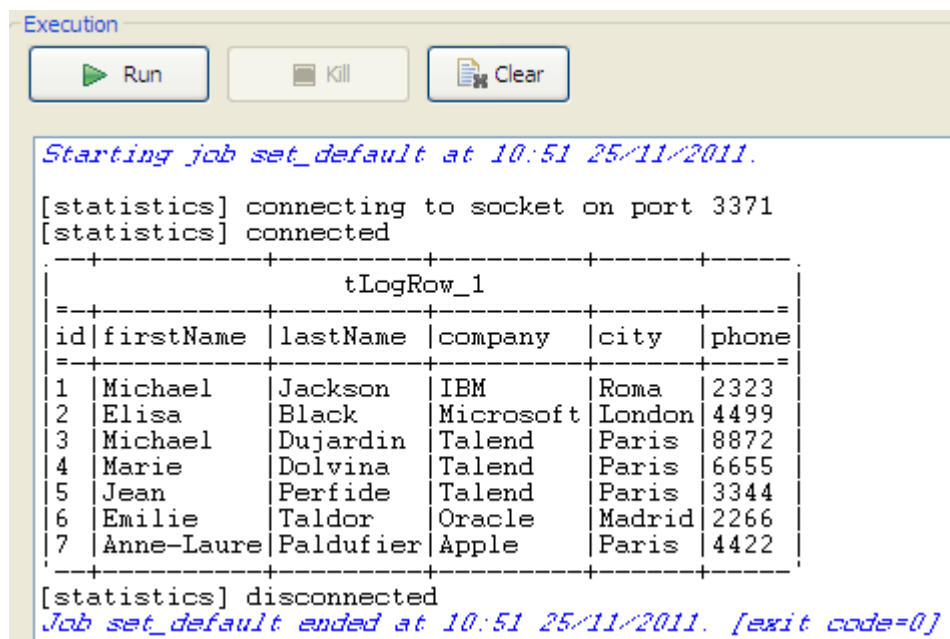 Execution
Run Kill Clear
Starting job set_default at 10:51 25/11/2011.
[statistics] connecting to socket on port 3371
[statistics] connected
.--+----------+---------+---------+------+-----.
|                  tLogRow_1                   |
|=-+----------+---------+---------+------+----=|
|id|firstName |lastName |company  |city  |phone|
|=-+----------+---------+---------+------+----=|
|1 |Michael   |Jackson  |IBM      |Roma  |2323 |
|2 |Elisa     |Black    |Microsoft|London|4499 |
|3 |Michael   |Dujardin |Talend   |Paris |8872 |
|4 |Marie     |Dolvina  |Talend   |Paris |6655 |
|5 |Jean      |Perfide  |Talend   |Paris |3344 |
|6 |Emilie    |Taldor   |Oracle   |Madrid|2266 |
|7 |Anne-Laure|Paldufier|Apple    |Paris |4422 |
'--+----------+---------+---------+------+-----'
[statistics] disconnected
Job set_default ended at 10:51 25/11/2011. [exit code=0]